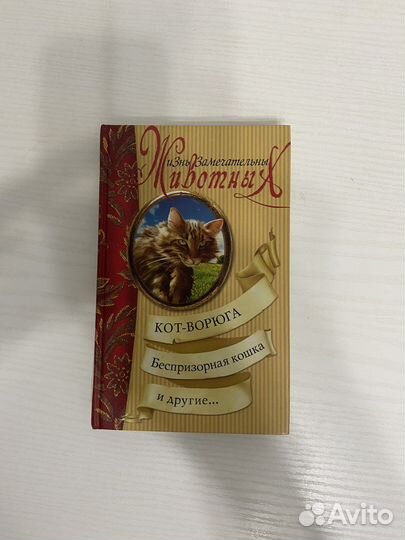 Жизнь Замечательных
Животных
КОТ-ВОРЮГА
Беспризорная кошка
и другие...
Avito